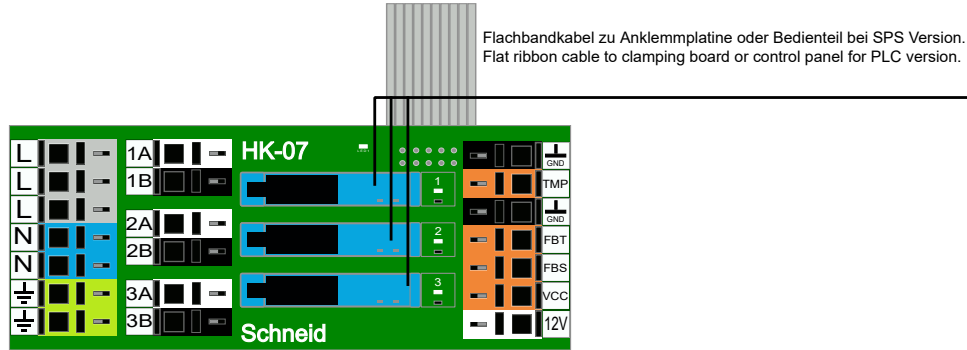 Flachbandkabel zu Anklemmplatine oder Bedienteil bei SPS Version.
Flat ribbon cable to clamping board or control panel for PLC version.
L
L
L
N
N
1A
1B
2A
2B
3A
3B
HK-07
1
2
3
Schneid
GND
TMP
GND
FBT
FBS
VCC
12V